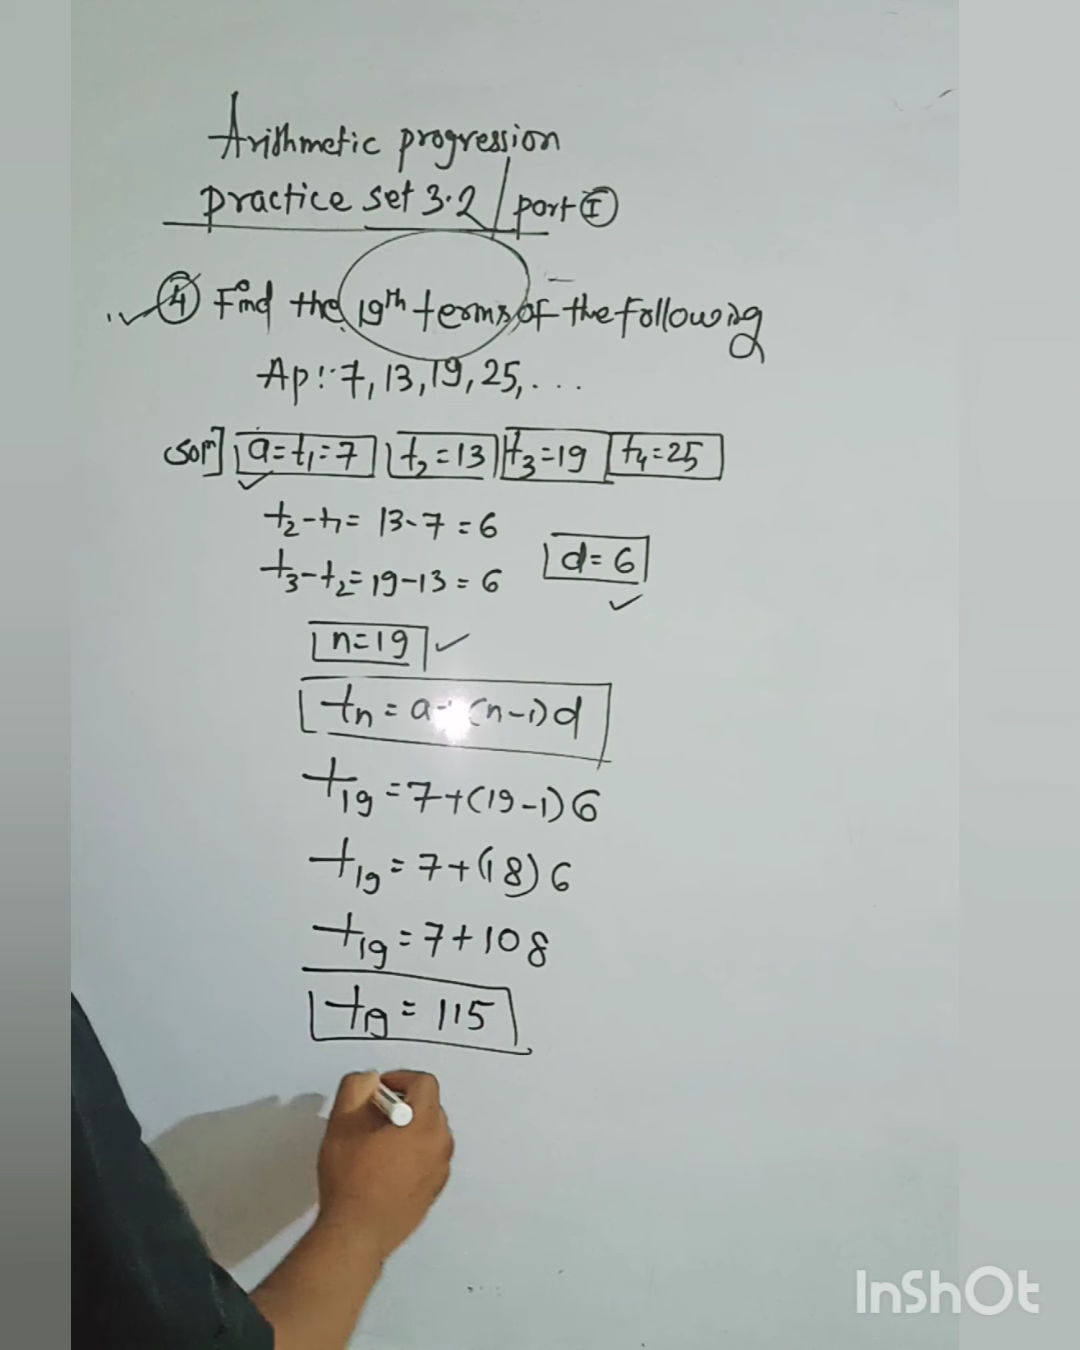 Arithmetic progression
practice set 3.2 / part I
④ Find the 19th terms of the following
Ap:- 7, 13, 19, 25, ...
Soln] a=t₁=7 t₂=13 t₃=19 t₄=25
t₂-t₁= 13-7=6
t₃-t₂=19-13=6 d=6
n=19
tn=a+(n-1)d
t₁₉=7+(19-1)6
t₁₉=7+(18)6
t₁₉=7+108
t₁₉=115
InShOt